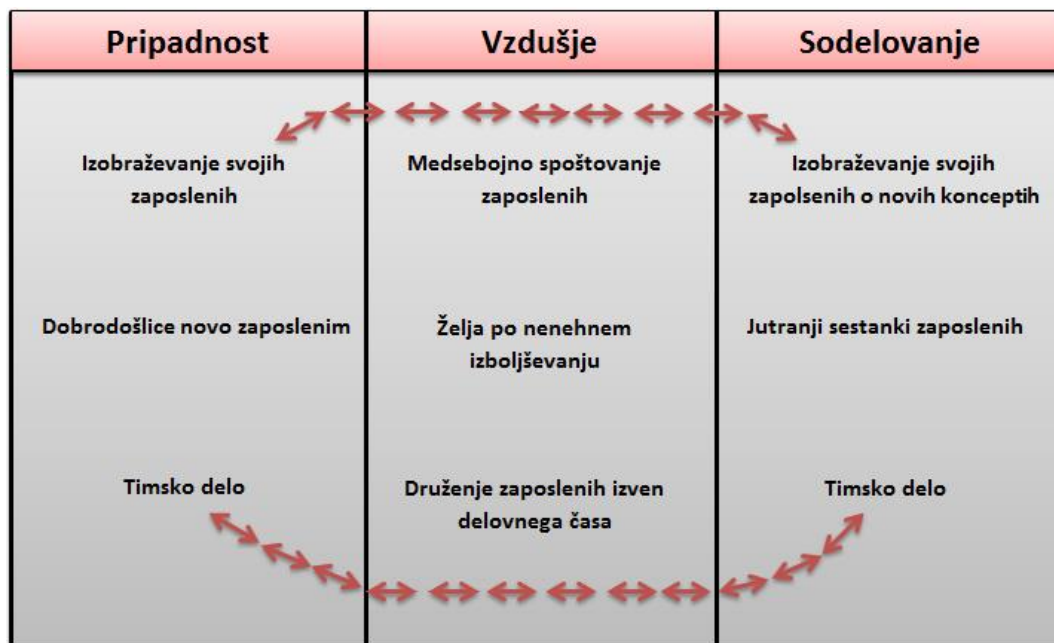 Pripadnost
Vzdušje
Sodelovanje
Izobraževanje svojih
zaposlenih
Medsebojno spoštovanje
zaposlenih
Izobraževanje svojih
zapolsenih o novih konceptih
Dobrodošlice novo zaposlenim
Želja po nenehnem
izboljševanju
Jutranji sestanki zaposlenih
Timsko delo
Druženje zaposlenih izven
delovnega časa
Timsko delo